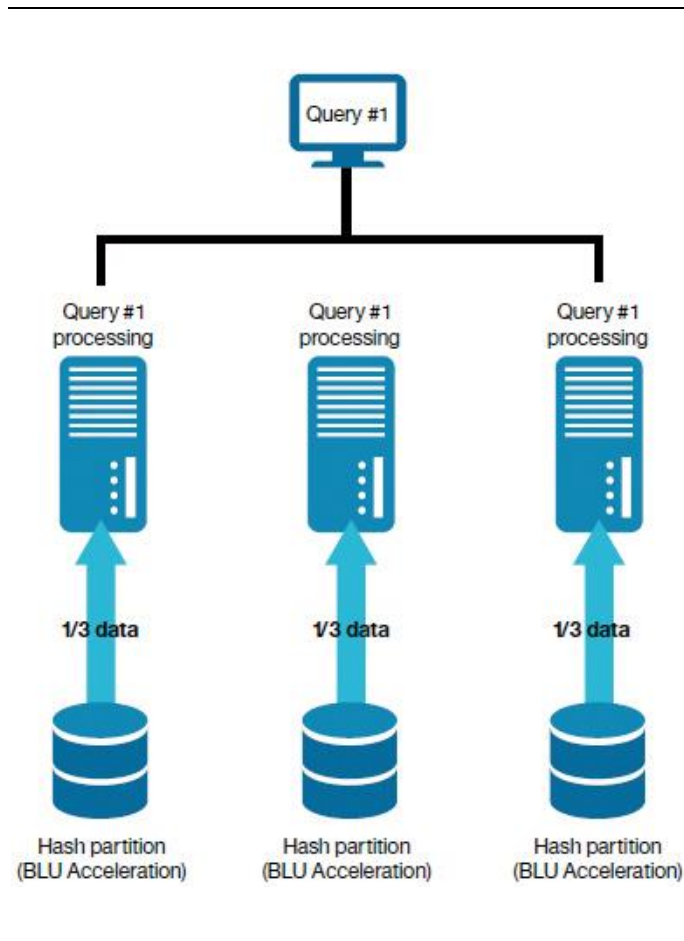 Query #1
Query #1
processing
Query #1
processing
Query #1
processing
1/3 data
1/3 data
1/3 data
Hash partition
(BLU Acceleration)
Hash partition
(BLU Acceleration)
Hash partition
(BLU Acceleration)